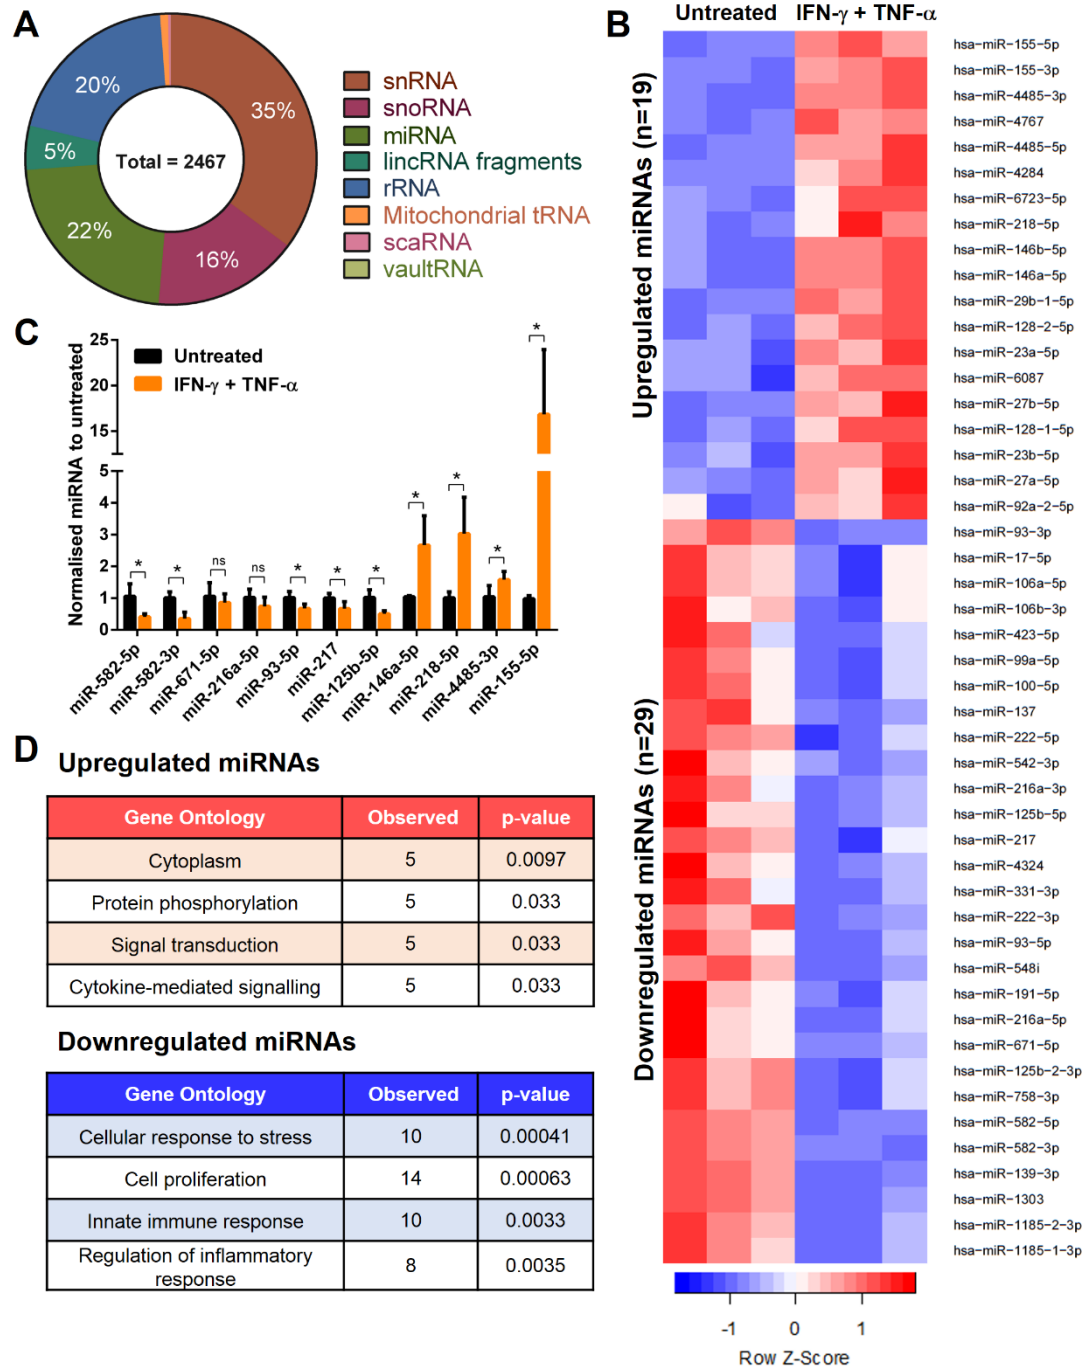 A
20%
35%
5%
Total = 2467
22%
16%
snRNA
snoRNA
miRNA
lincRNA fragments
rRNA
Mitochondrial tRNA
scaRNA
vaultRNA
B
Untreated IFN-γ + TNF-α
Upregulated miRNAs (n=19)
Downregulated miRNAs (n=29)
hsa-miR-155-5p
hsa-miR-155-3p
hsa-miR-4485-3p
hsa-miR-4767
hsa-miR-4485-5p
hsa-miR-4284
hsa-miR-6723-5p
hsa-miR-218-5p
hsa-miR-146b-5p
hsa-miR-146a-5p
hsa-miR-29b-1-5p
hsa-miR-128-2-5p
hsa-miR-23a-5p
hsa-miR-6087
hsa-miR-27b-5p
hsa-miR-128-1-5p
hsa-miR-23b-5p
hsa-miR-27a-5p
hsa-miR-92a-2-5p
hsa-miR-93-3p
hsa-miR-17-5p
hsa-miR-106a-5p
hsa-miR-106b-3p
hsa-miR-423-5p
hsa-miR-99a-5p
hsa-miR-100-5p
hsa-miR-137
hsa-miR-222-5p
hsa-miR-542-3p
hsa-miR-216a-3p
hsa-miR-125b-5p
hsa-miR-217
hsa-miR-4324
hsa-miR-331-3p
hsa-miR-222-3p
hsa-miR-93-5p
hsa-miR-548i
hsa-miR-191-5p
hsa-miR-216a-5p
hsa-miR-671-5p
hsa-miR-125b-2-3p
hsa-miR-758-3p
hsa-miR-582-5p
hsa-miR-582-3p
hsa-miR-139-3p
hsa-miR-1303
hsa-miR-1185-2-3p
hsa-miR-1185-1-3p
-1 0 1
Row Z-Score
C
Normalised miRNA to untreated
25
20
15
5
4
3
2
1
0
Untreated
IFN-γ + TNF-α
* * ns ns * * * * * * *
miR-582-5p
miR-582-3p
miR-671-5p
miR-216a-5p
miR-93-5p
miR-217
miR-125b-5p
miR-146a-5p
miR-218-5p
miR-4485-3p
miR-155-5p
D
Upregulated miRNAs
Gene Ontology Observed p-value
Cytoplasm 5 0.0097
Protein phosphorylation 5 0.033
Signal transduction 5 0.033
Cytokine-mediated signalling 5 0.033
Downregulated miRNAs
Gene Ontology Observed p-value
Cellular response to stress 10 0.00041
Cell proliferation 14 0.00063
Innate immune response 10 0.0033
Regulation of inflammatory
response 8 0.0035